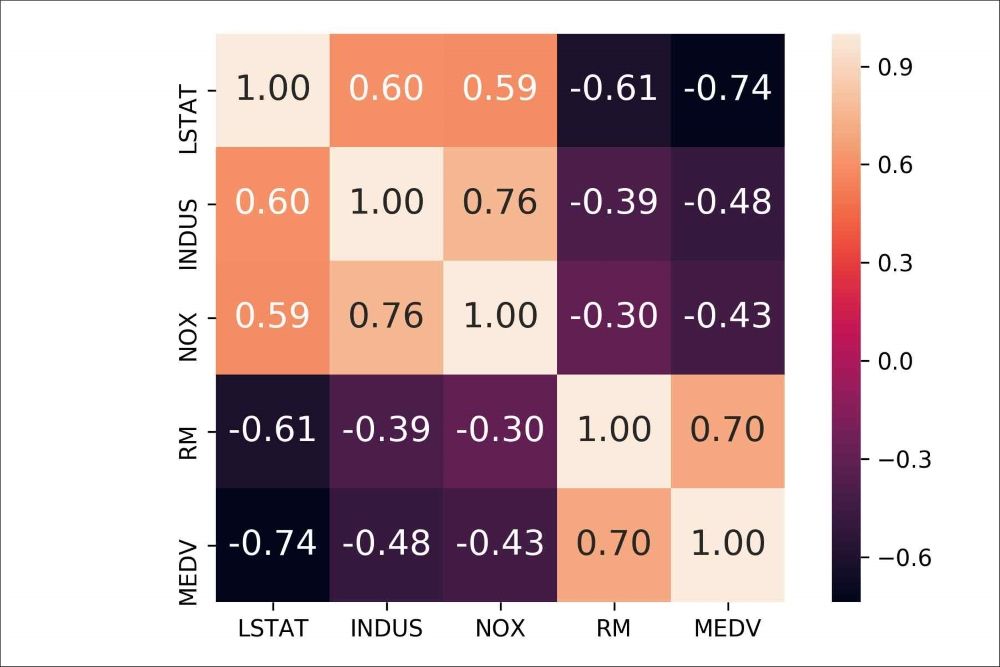 LSTAT 1.00 0.60 0.59 -0.61 -0.74
INDUS 0.60 1.00 0.76 -0.39 -0.48
NOX 0.59 0.76 1.00 -0.30 -0.43
RM -0.61 -0.39 -0.30 1.00 0.70
MEDV -0.74 -0.48 -0.43 0.70 1.00
LSTAT INDUS NOX RM MEDV
0.9
0.6
0.3
0.0
−0.3
−0.6